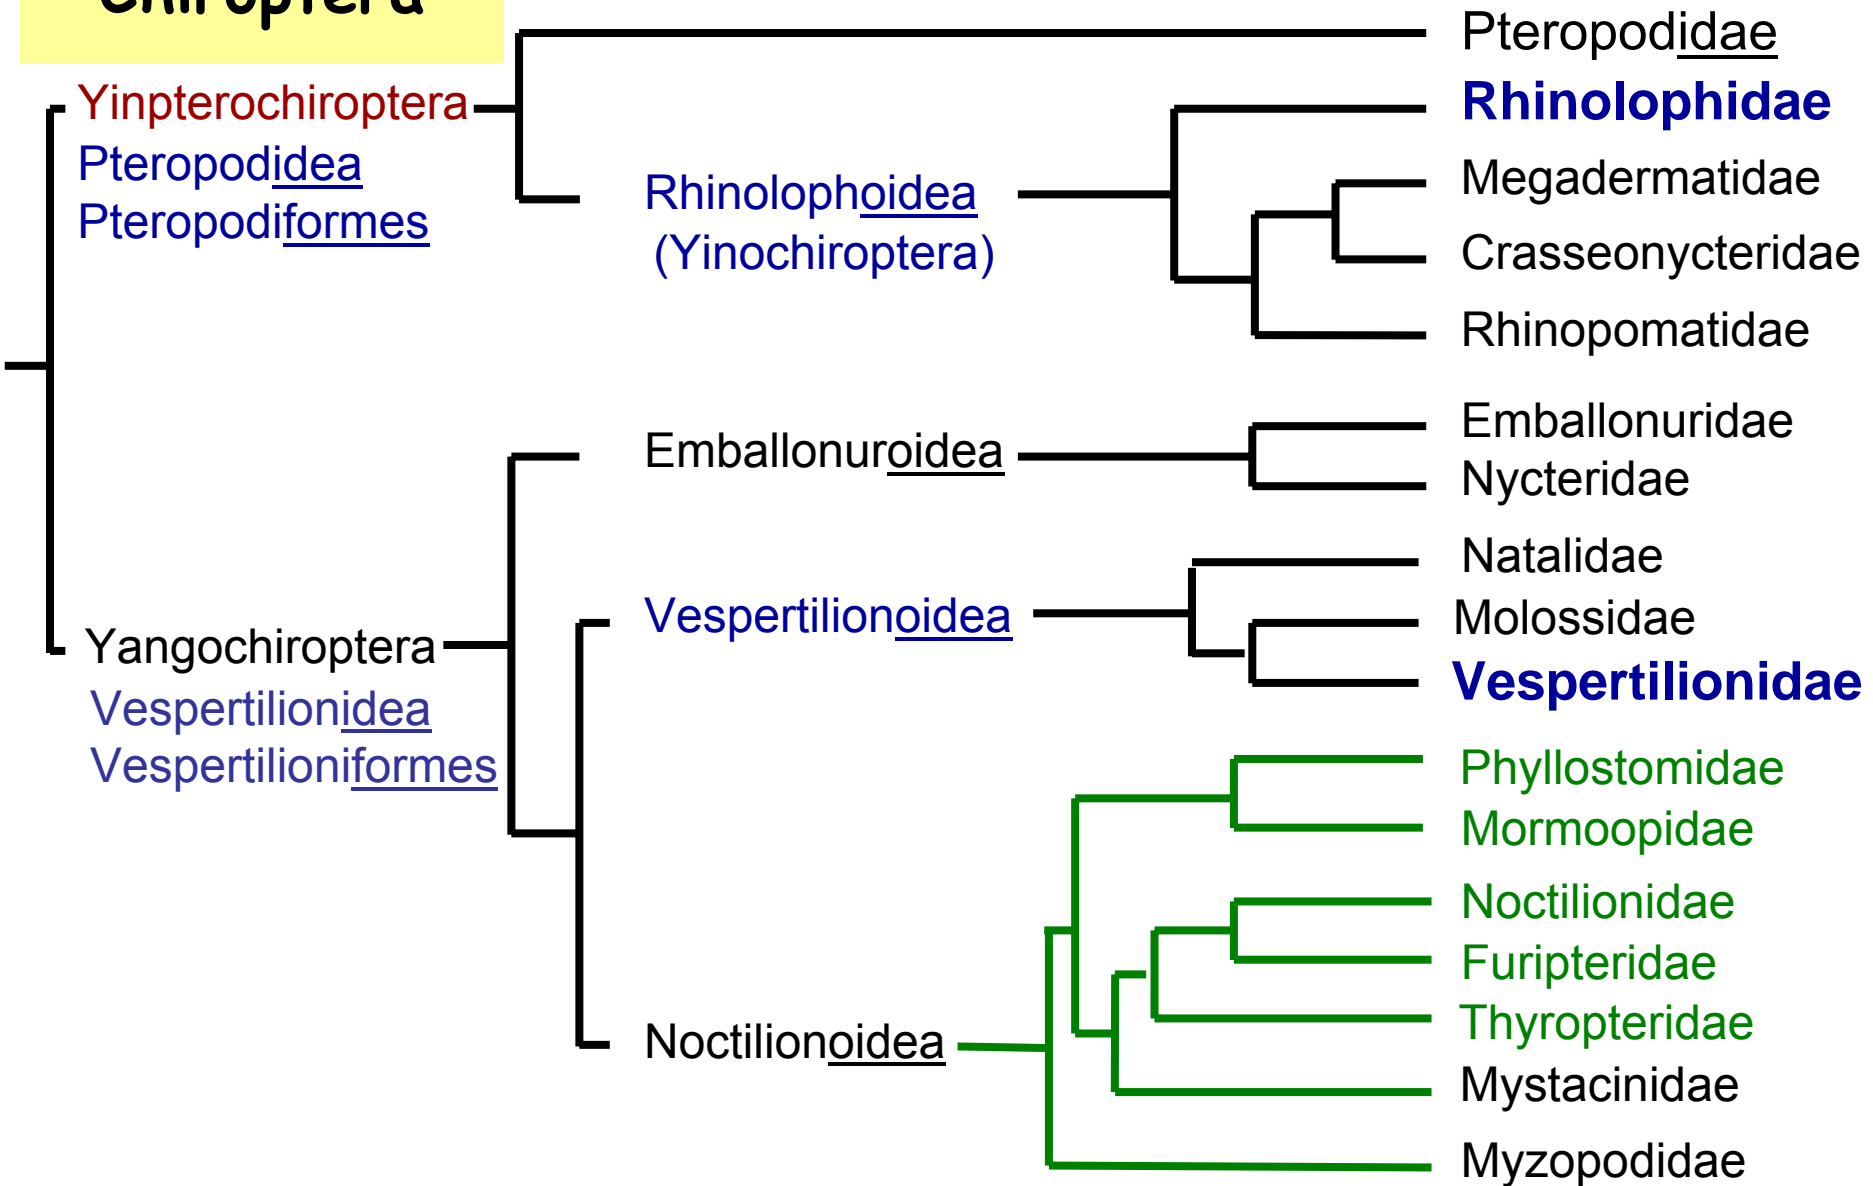 Chiroptera
Yinpterochiroptera
Pteropodidea
Pteropodiformes
Rhinolophoidea
(Yinochiroptera)
Pteropodidae
Rhinolophidae
Megadermatidae
Crasseonycteridae
Rhinopomatidae
Yangochiroptera
Vespertilionidea
Vespertilioniformes
Emballonuroidea
Emballonuridae
Nycteridae
Vespertilionoidea
Natalidae
Molossidae
Vespertilionidae
Noctilionoidea
Phyllostomidae
Mormoopidae
Noctilionidae
Furipteridae
Thyropteridae
Mystacinidae
Myzopodidae